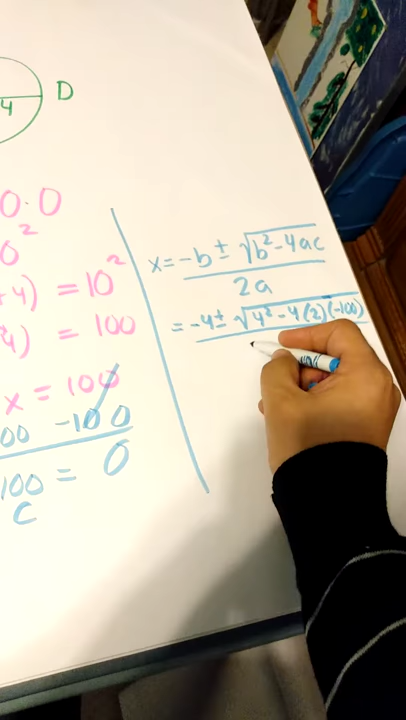 4 D
0 · 0
0²
+4) = 10²
4) = 100
x = 100
00 -100
100 = 0
C
x = -b ± √b² - 4ac
2a
= -4 ± √4² - 4(2)(-100)